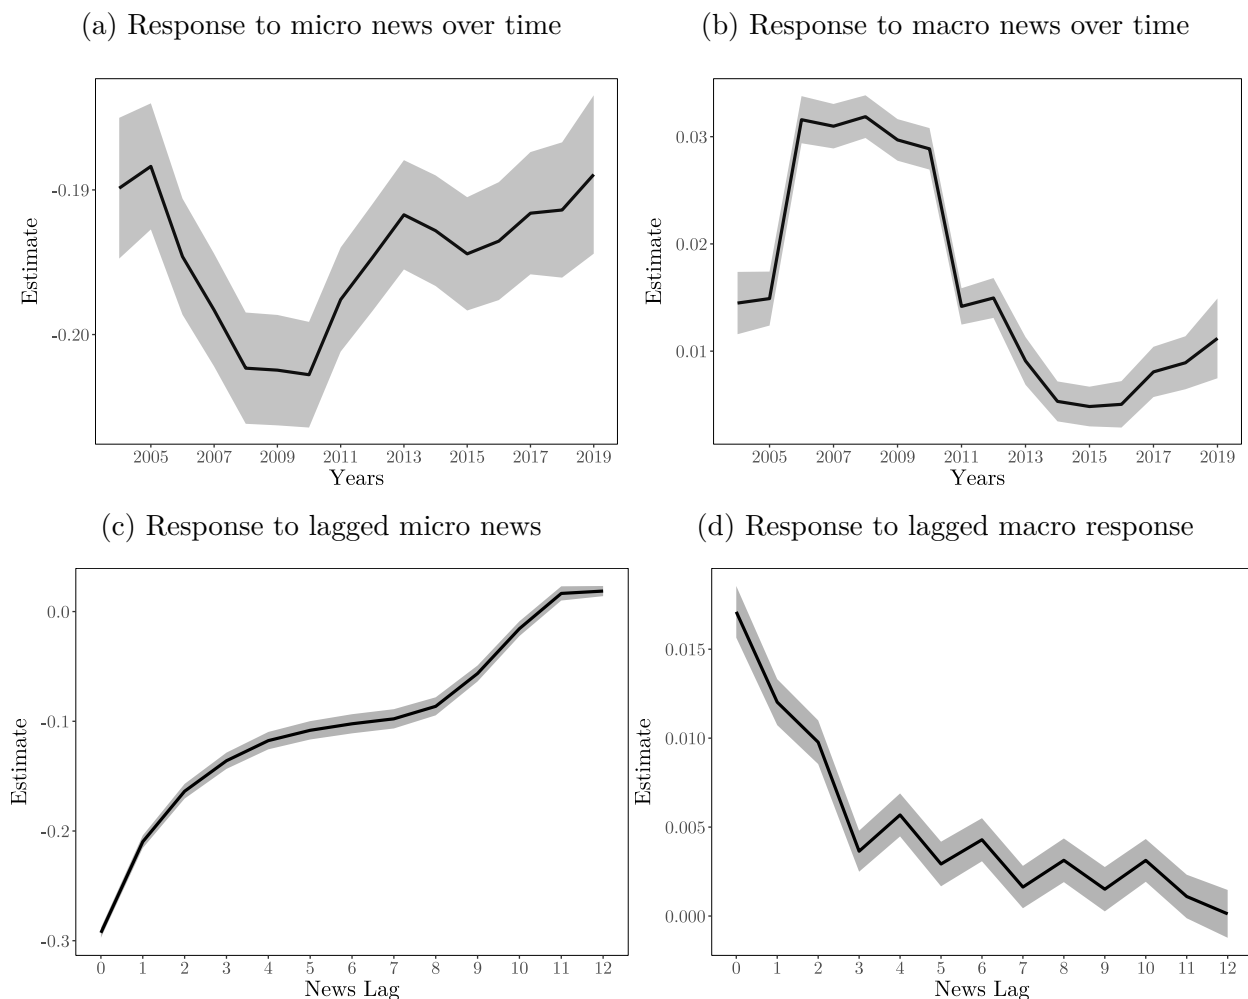 (a) Response to micro news over time
(b) Response to macro news over time
Estimate
-0.19
-0.20
2005 2007 2009 2011 2013 2015 2017 2019
Years
Estimate
0.03
0.02
0.01
2005 2007 2009 2011 2013 2015 2017 2019
Years
(c) Response to lagged micro news
(d) Response to lagged macro response
Estimate
0.0
-0.1
-0.2
-0.3
0 1 2 3 4 5 6 7 8 9 10 11 12
News Lag
Estimate
0.015
0.010
0.005
0.000
0 1 2 3 4 5 6 7 8 9 10 11 12
News Lag